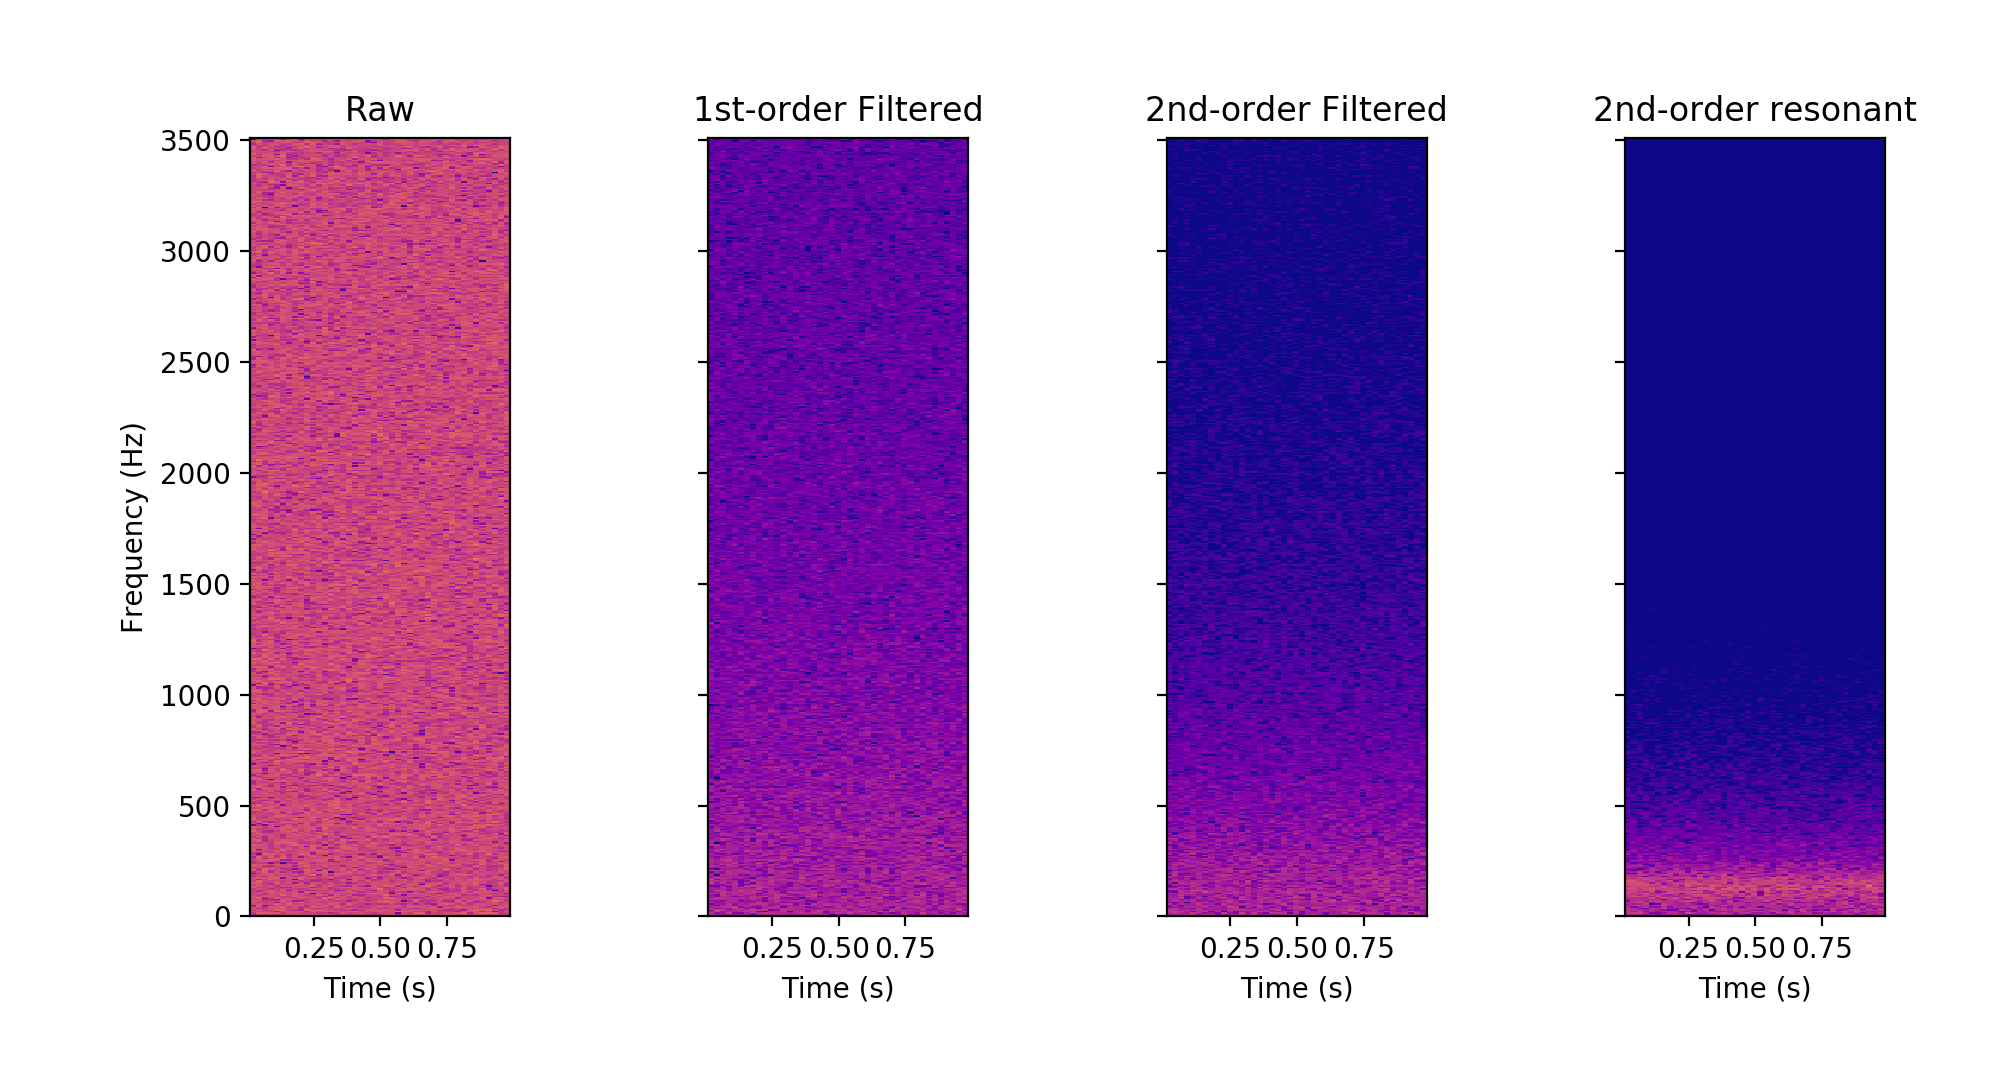 Raw
1st-order Filtered
2nd-order Filtered
2nd-order resonant
Frequency (Hz)
3500
3000
2500
2000
1500
1000
500
0
0.25 0.50 0.75
0.25 0.50 0.75
0.25 0.50 0.75
0.25 0.50 0.75
Time (s)
Time (s)
Time (s)
Time (s)